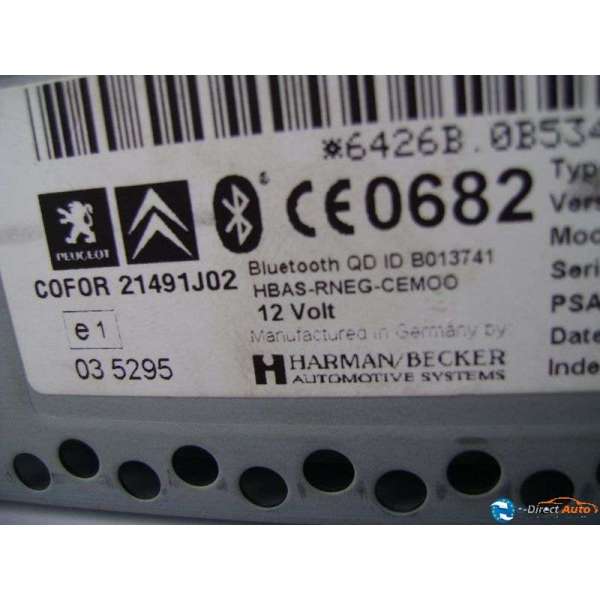 *6426B.0B534
PEUGEOT
CE0682
Typ
Vers
Mod
Seri
PSA
Date
Inde
COFOR 21491J02
Bluetooth QD ID B013741
HBAS-RNEG-CEMOO
12 Volt
Manufactured in Germany by:
HARMAN/BECKER
AUTOMOTIVE SYSTEMS
e1
03 5295
Direct Auto